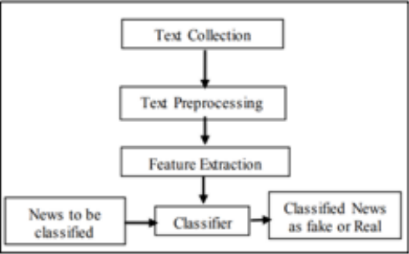 Text Collection
Text Preprocessing
Feature Extraction
News to be
classified
Classifier
Classified News
as fake or Real